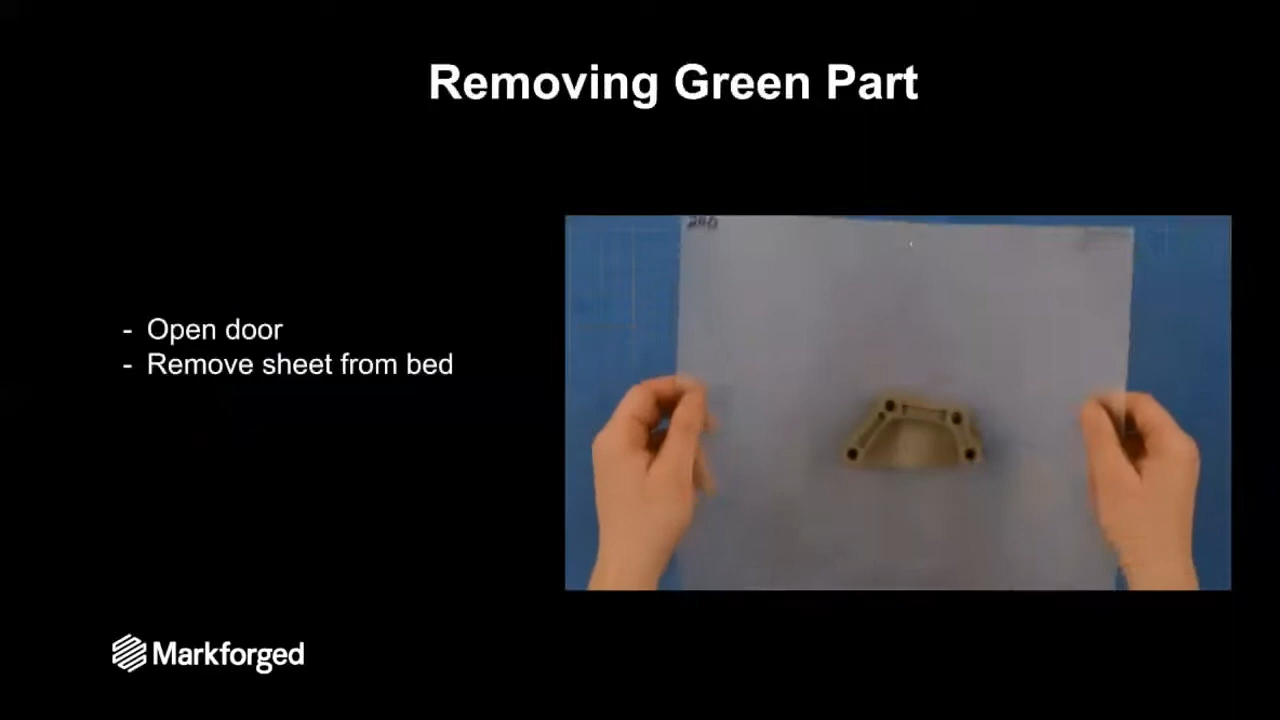 Removing Green Part
- Open door
- Remove sheet from bed
Markforged